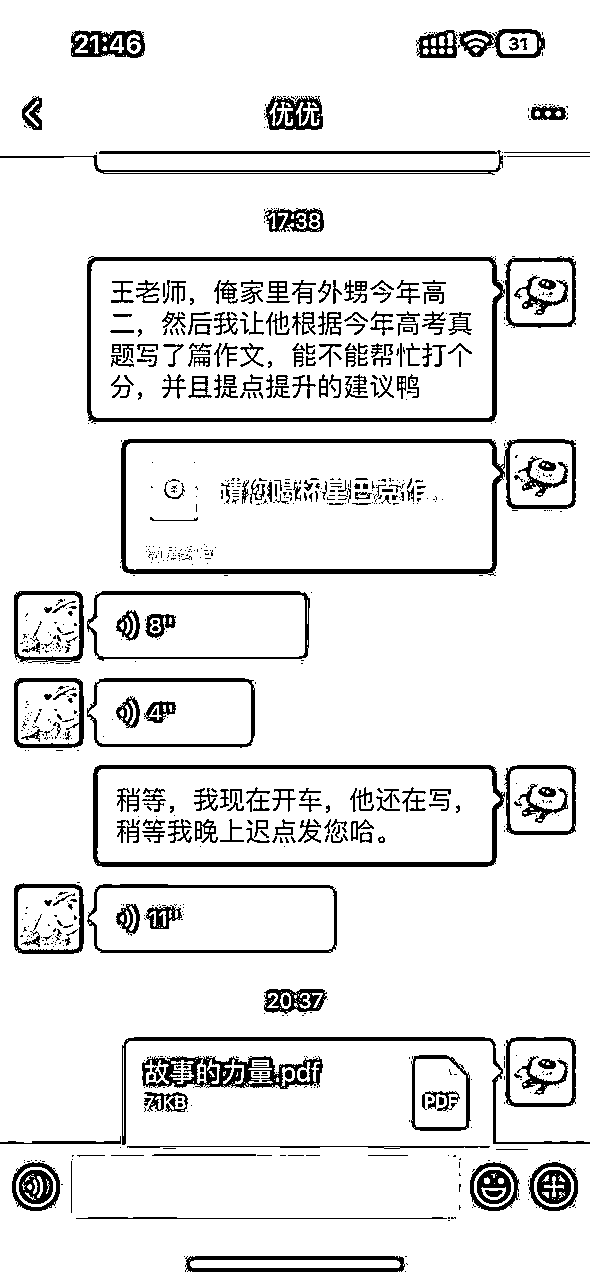 21:46
31
优优
17:38
王老师，俺家里有外甥今年高
二，然后我让他根据今年高考真
题写了篇作文，能不能帮忙打个
分，并且提点提升的建议鸭
请您喝杯星巴克作...
8"
4"
稍等，我现在开车，他还在写，
稍等我晚上迟点发您哈。
11"
20:37
故事的力量.pdf
71KB
PDF